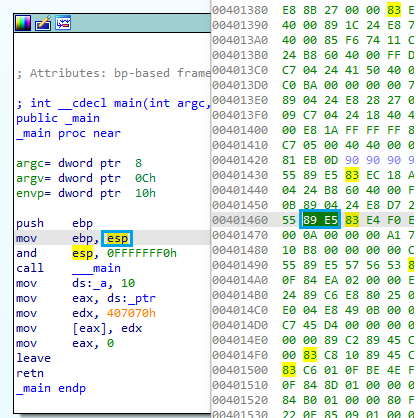 ; Attributes: bp-based frame
; int __cdecl main(int argc,
public _main
_main proc near
argc= dword ptr  8
argv= dword ptr  0Ch
envp= dword ptr  10h
push    ebp
mov     ebp, esp
and     esp, 0FFFFFFF0h
call    ___main
mov     ds:_a, 10
mov     eax, ds:_ptr
mov     edx, 407070h
mov     [eax], edx
mov     eax, 0
leave
retn
_main endp
00401380  E8 8B 27 00 00 83 E
00401390  40 00 89 1C 24 E8 F
004013A0  40 00 85 F6 74 11 C
004013B0  24 B8 60 40 00 FF D
004013C0  C7 04 24 41 50 40 0
004013D0  C0 BA 00 00 00 00 7
004013E0  89 04 24 E8 28 27 0
004013F0  09 C7 04 24 18 40 4
00401400  00 E8 1A FF FF FF 8
00401410  C7 05 00 40 40 00 0
00401420  81 EB 0D 90 90 90 9
00401430  55 89 E5 83 EC 18 A
00401440  04 24 B8 60 40 00 F
00401450  0B 89 04 24 E8 D7 2
00401460  55 89 E5 83 E4 F0 E
00401470  00 0A 00 00 00 A1 7
00401480  10 B8 00 00 00 00 C
00401490  55 89 E5 57 56 53 8
004014A0  0F 84 EA 02 00 00 E
004014B0  24 89 C6 E8 80 25 0
004014C0  E0 04 E8 49 0B 00 0
004014D0  C7 45 D4 00 00 00 0
004014E0  00 00 89 C2 89 45 C
004014F0  00 83 C8 10 89 45 C
00401500  83 C6 01 0F BE 4E F
00401510  0F 84 8D 01 00 00 8
00401520  84 B0 01 00 00 80 F
00401530  22 0F 85 09 01 00 0